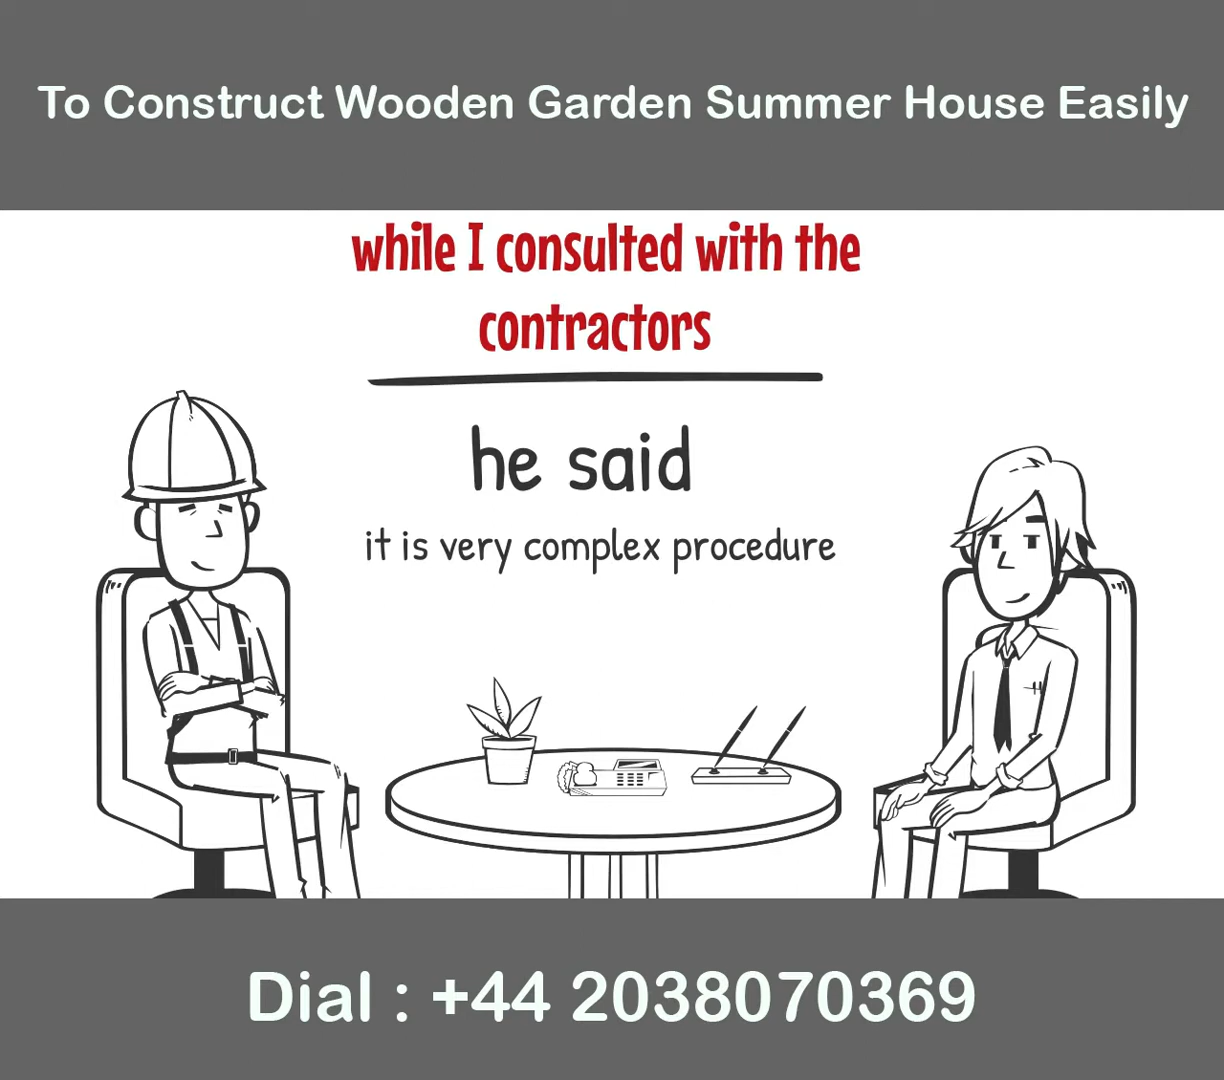 To Construct Wooden Garden Summer House Easily
while I consulted with the
contractors
he said
it is very complex procedure
Dial : +44 2038070369